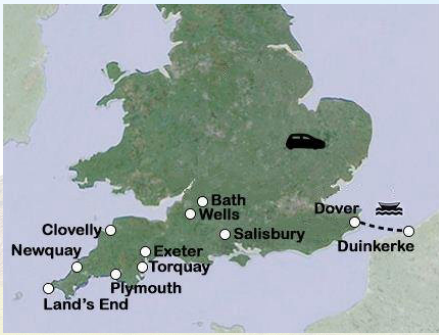 Bath
Wells
Dover
Clovelly
Salisbury
Duinkerke
Newquay
Exeter
Torquay
Plymouth
Land's End